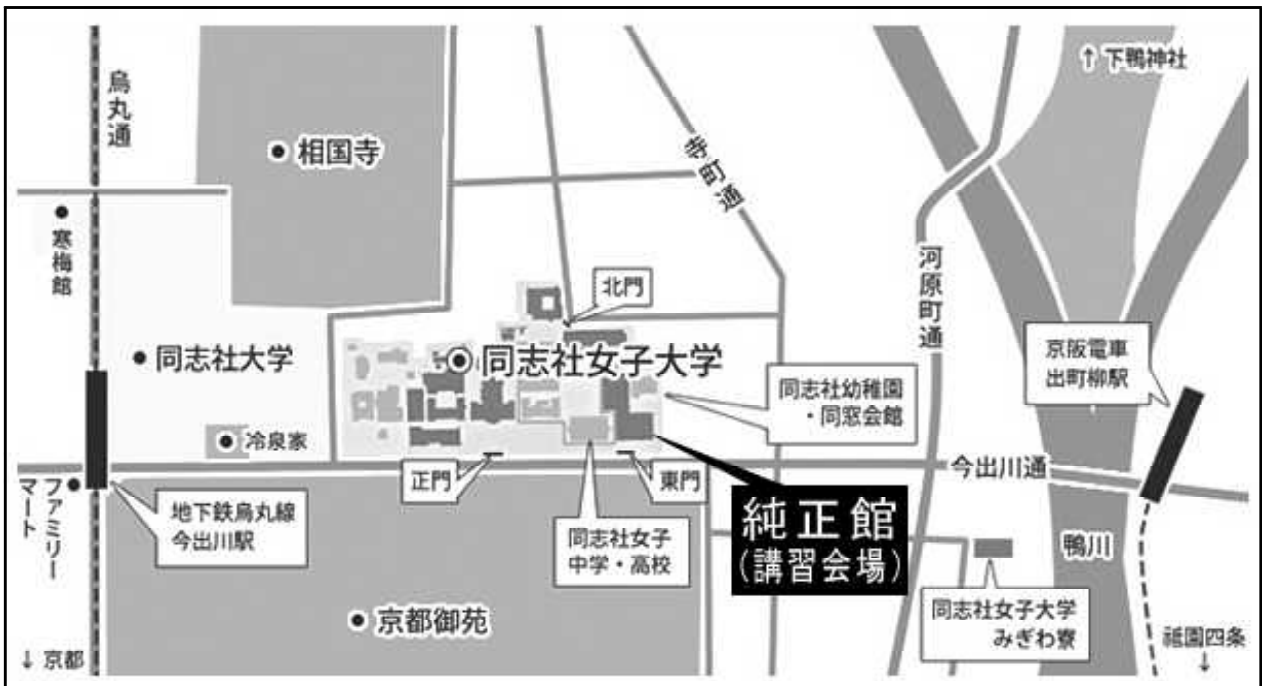 烏丸通
相国寺
寺町通
↑ 下鴨神社
寒梅館
河原町通
北門
同志社大学
同志社女子大学
京阪電車
出町柳駅
同志社幼稚園
・同窓会館
冷泉家
今出川通
正門
東門
ファミリー
マート
地下鉄烏丸線
今出川駅
同志社女子
中学・高校
純正館
(講習会場)
鴨川
同志社女子大学
みぎわ寮
京都御苑
↓ 京都
祗園四条
↓